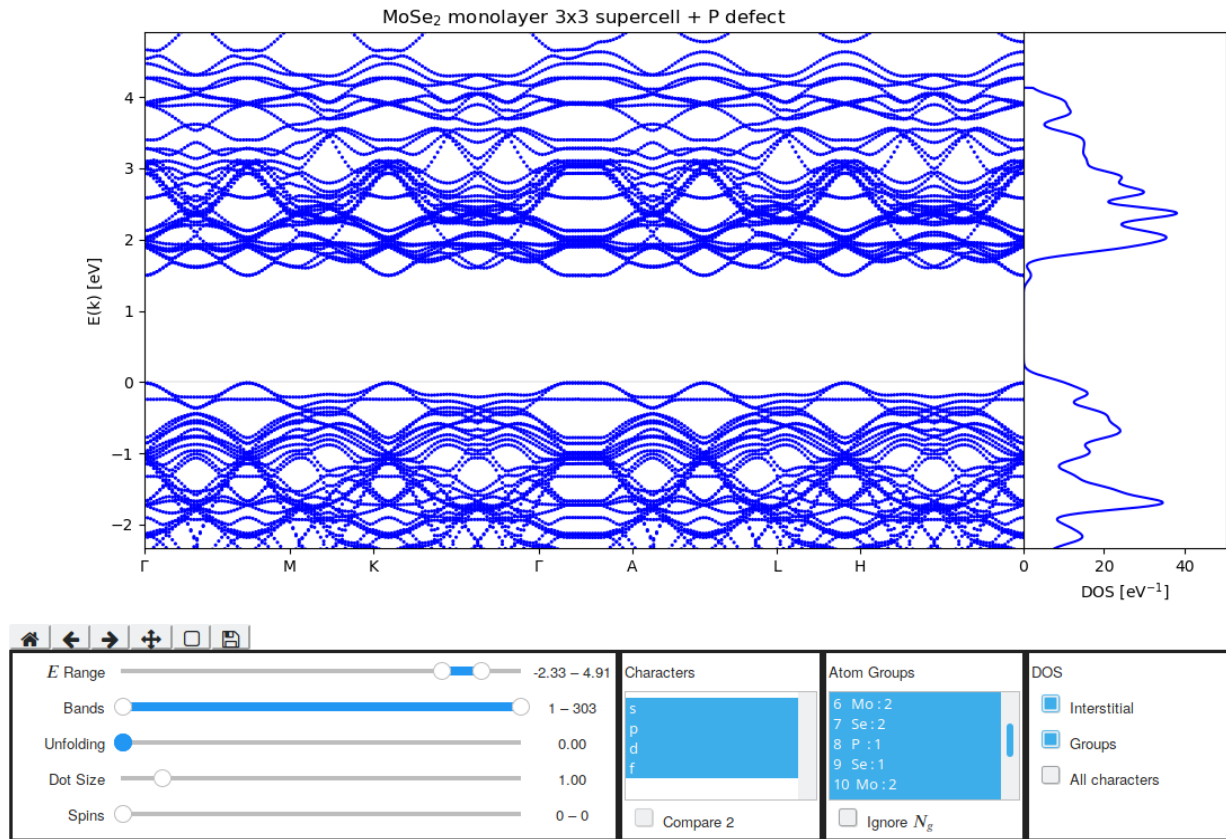 MoSe₂ monolayer 3x3 supercell + P defect
E(k) [eV]
4
3
2
1
0
−1
−2
Γ M K Γ A L H
0 20 40
DOS [eV⁻¹]
E Range -2.33 – 4.91
Bands 1 – 303
Unfolding 0.00
Dot Size 1.00
Spins 0 – 0
Characters
s
p
d
f
Compare 2
Atom Groups
6 Mo : 2
7 Se : 2
8 P : 1
9 Se : 1
10 Mo : 2
Ignore N_g
DOS
Interstitial
Groups
All characters